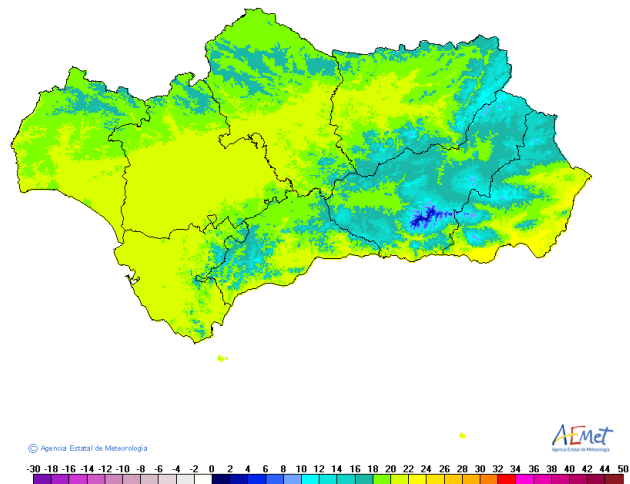 © Agencia Estatal de Meteorología
AEMet
Agencia Estatal de Meteorología
-30 -18 -16 -14 -12 -10 -8 -6 -4 -2 0 2 4 6 8 10 12 14 16 18 19 20 22 24 26 28 30 32 34 36 38 40 42 44 50